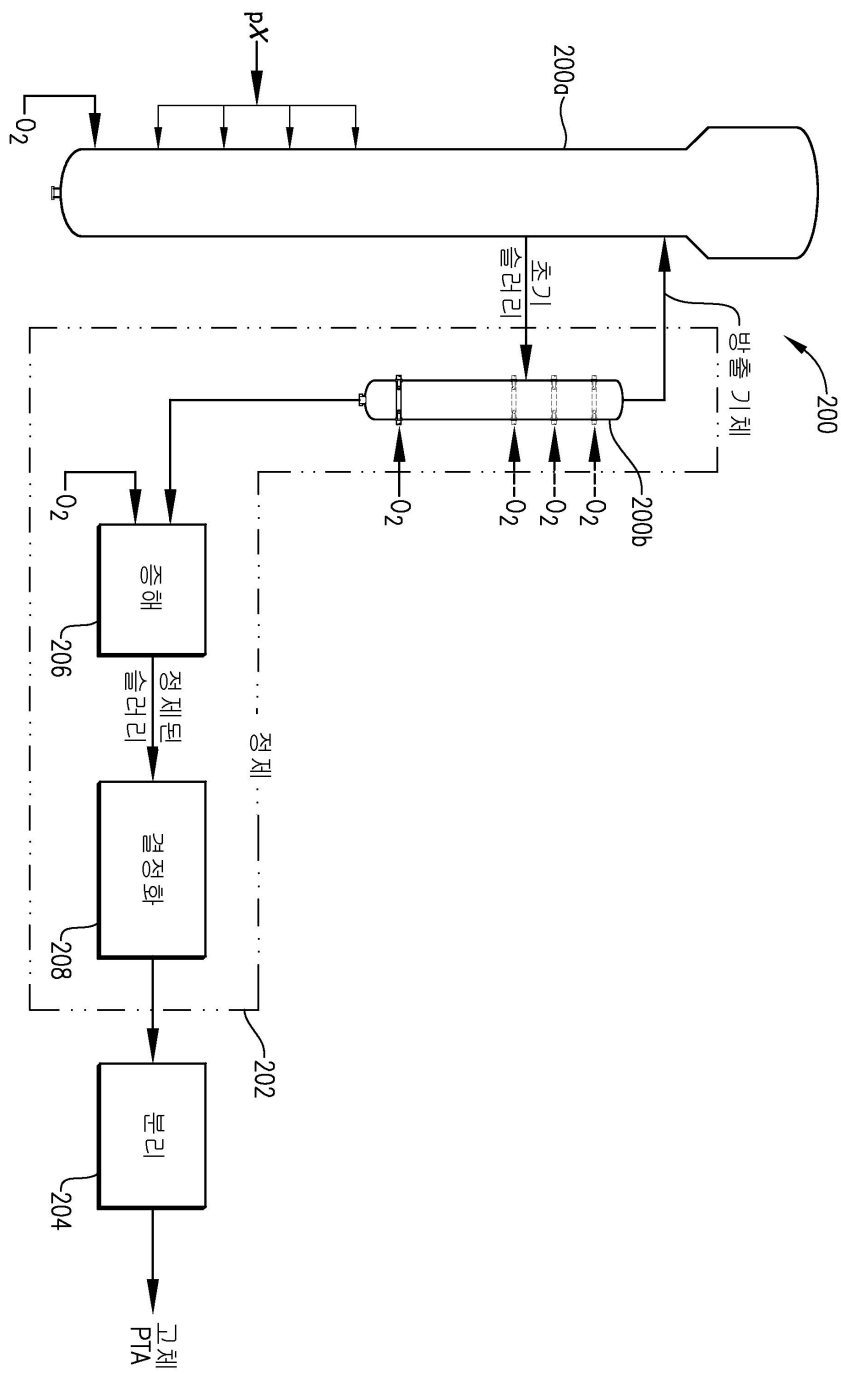 200
방출 기체
200b
O₂
O₂
O₂
200a
초기
슬러리
O₂
pX
정제
202
정제된
슬러리
증해
결정화
분리
고체
PTA
O₂
206
208
204
O₂